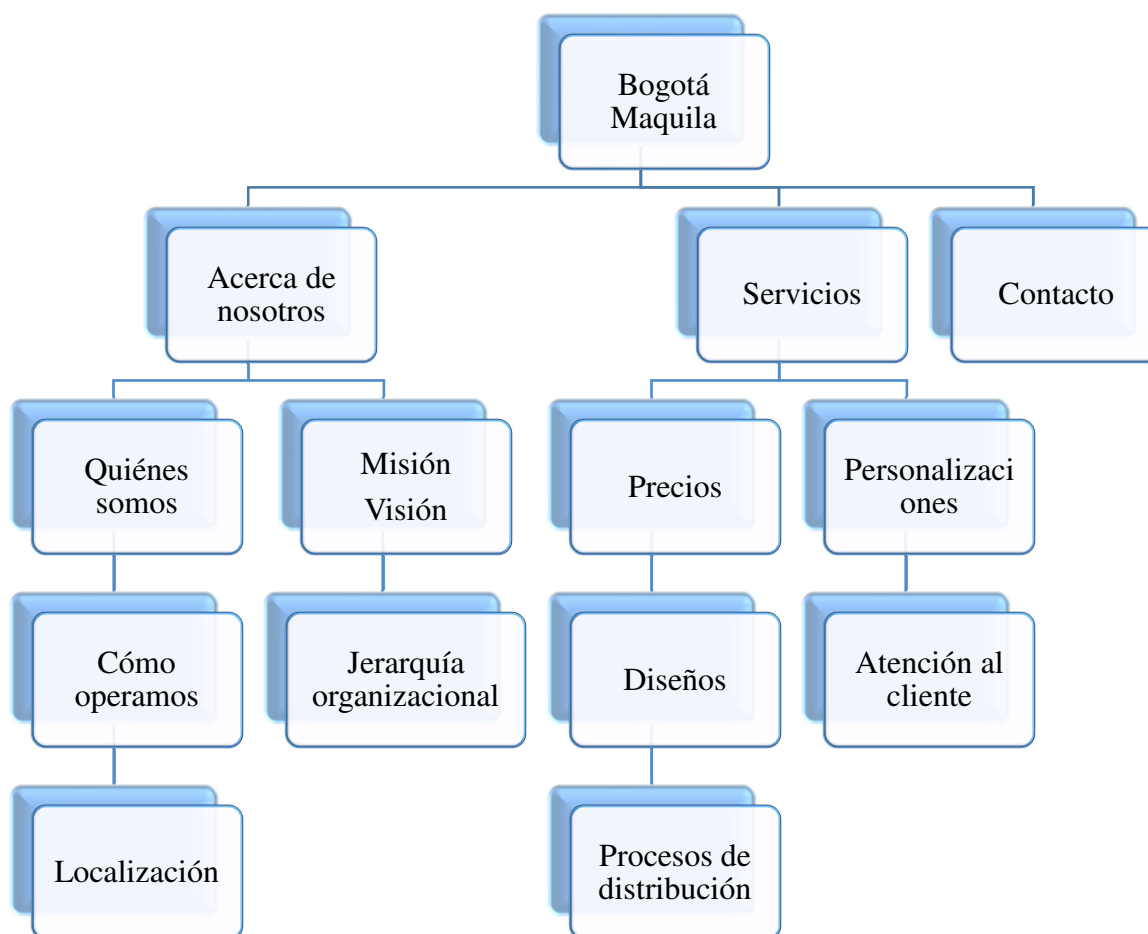 Bogotá
Maquila
Acerca de
nosotros
Servicios
Contacto
Quiénes
somos
Misión
Visión
Precios
Personalizaci
ones
Cómo
operamos
Jerarquía
organizacional
Diseños
Atención al
cliente
Localización
Procesos de
distribución